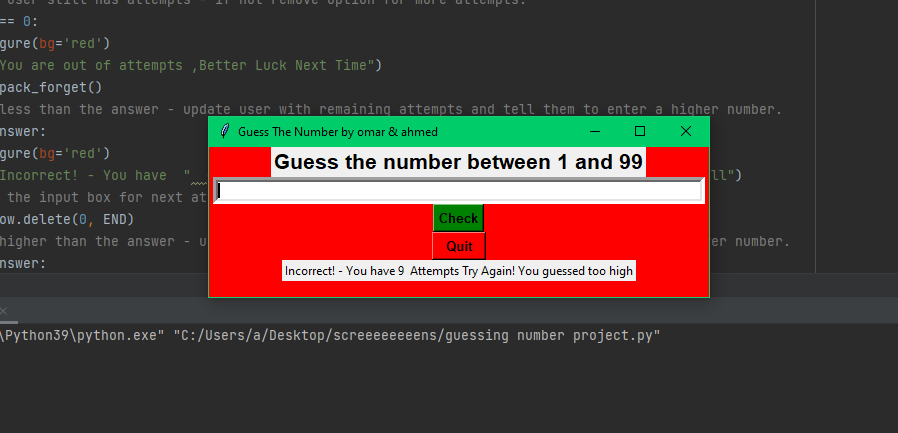 user still has attempts - if not remove option for more attempts.
== 0:
gure(bg='red')
You are out of attempts ,Better Luck Next Time")
pack_forget()
less than the answer - update user with remaining attempts and tell them to enter a higher number.
nswer:
Guess The Number by omar & ahmed
gure(bg='red')
Guess the number between 1 and 99
Incorrect! - You have "
ll")
the input box for next at
ow.delete(0, END)
Check
higher than the answer - u
er number.
Quit
nswer:
Incorrect! - You have 9 Attempts Try Again! You guessed too high
\Python39\python.exe" "C:/Users/a/Desktop/screeeeeeeens/guessing number project.py"